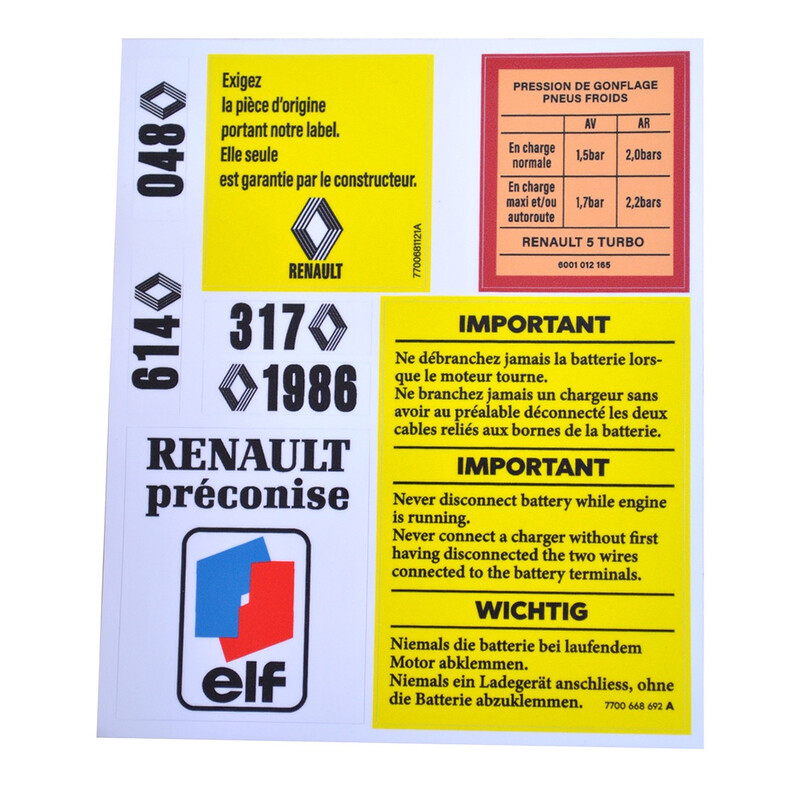 048
Exigez
la pièce d'origine
portant notre label.
Elle seule
est garantie par le constructeur.
RENAULT
7700681121A
PRESSION DE GONFLAGE
PNEUS FROIDS
AV AR
En charge
normale
1,5bar 2,0bars
En charge
maxi et/ou
autoroute
1,7bar 2,2bars
RENAULT 5 TURBO
6001 012 165
614
317
1986
RENAULT
préconise
elf
IMPORTANT
Ne débranchez jamais la batterie lors-
que le moteur tourne.
Ne branchez jamais un chargeur sans
avoir au préalable déconnecté les deux
cables reliés aux bornes de la batterie.
IMPORTANT
Never disconnect battery while engine
is running.
Never connect a charger without first
having disconnected the two wires
connected to the battery terminals.
WICHTIG
Niemals die batterie bei laufendem
Motor abklemmen.
Niemals ein Ladegerät anschliess, ohne
die Batterie abzuklemmen. 7700 668 692 A